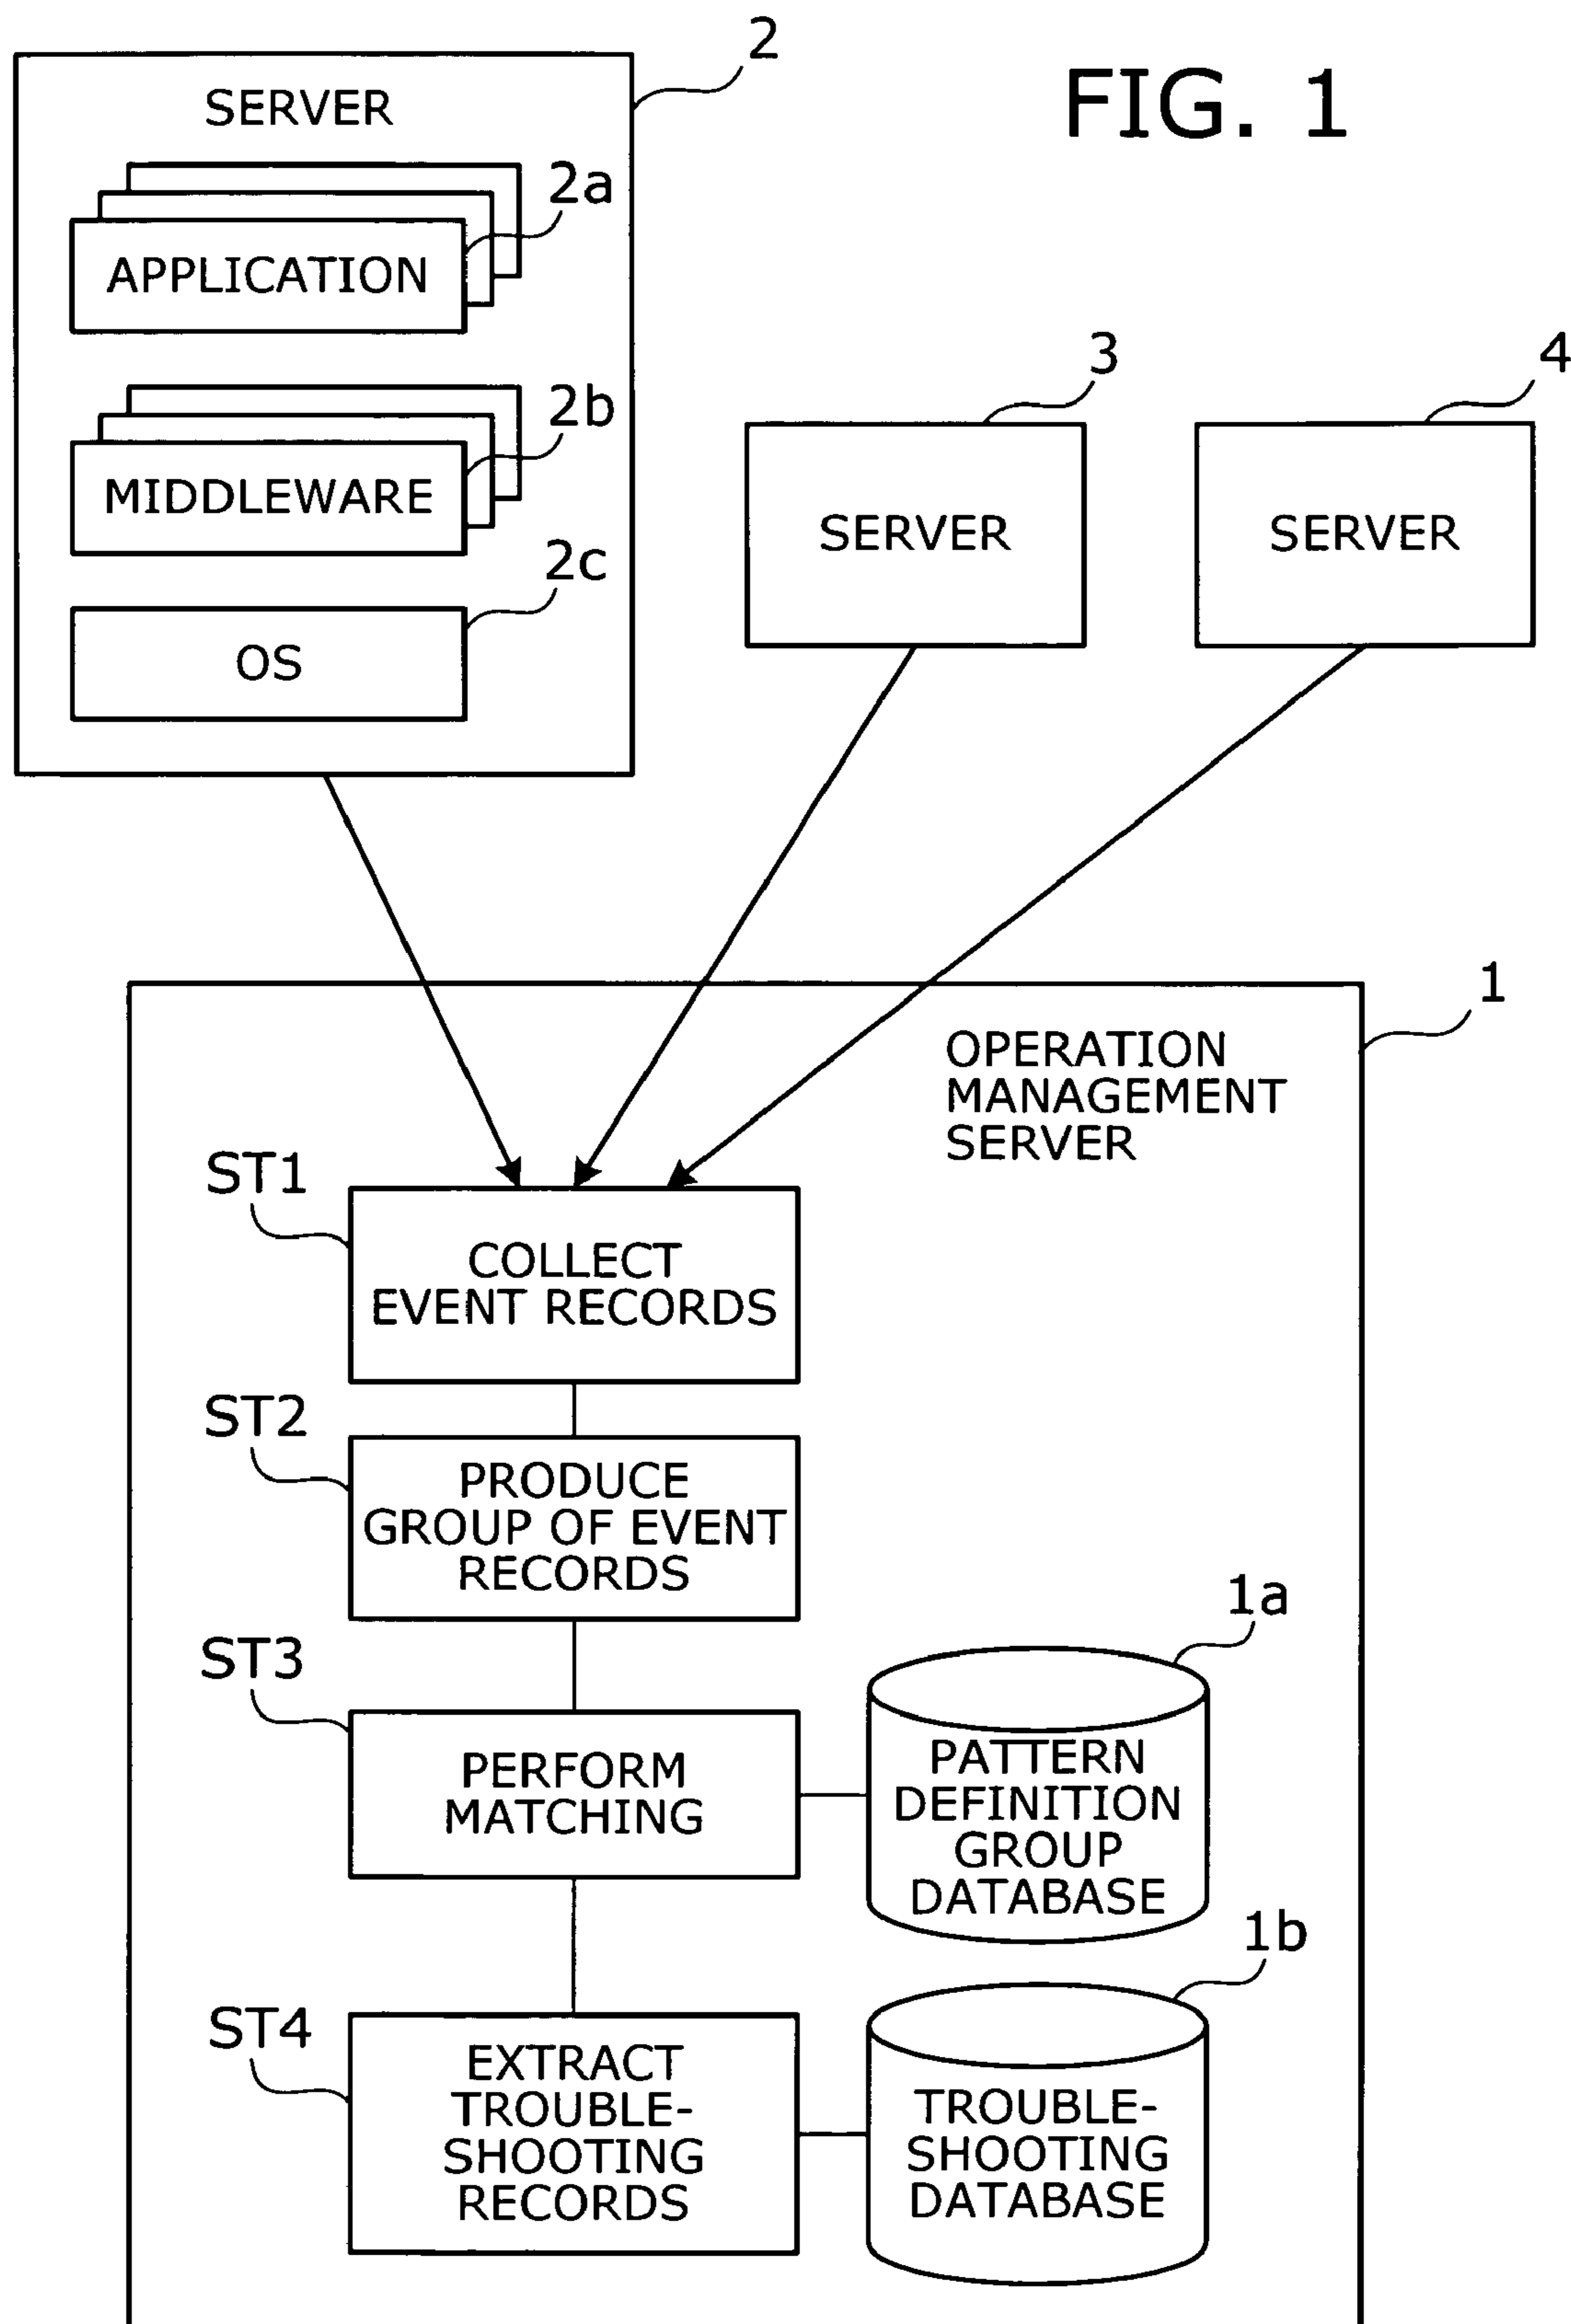 2
FIG. 1
SERVER
2a
APPLICATION
2b
MIDDLEWARE
2c
OS
3
SERVER
4
SERVER
1
OPERATION
MANAGEMENT
SERVER
ST1
COLLECT
EVENT RECORDS
ST2
PRODUCE
GROUP OF EVENT
RECORDS
ST3
PERFORM
MATCHING
1a
PATTERN
DEFINITION
GROUP
DATABASE
ST4
EXTRACT
TROUBLE-
SHOOTING
RECORDS
1b
TROUBLE-
SHOOTING
DATABASE